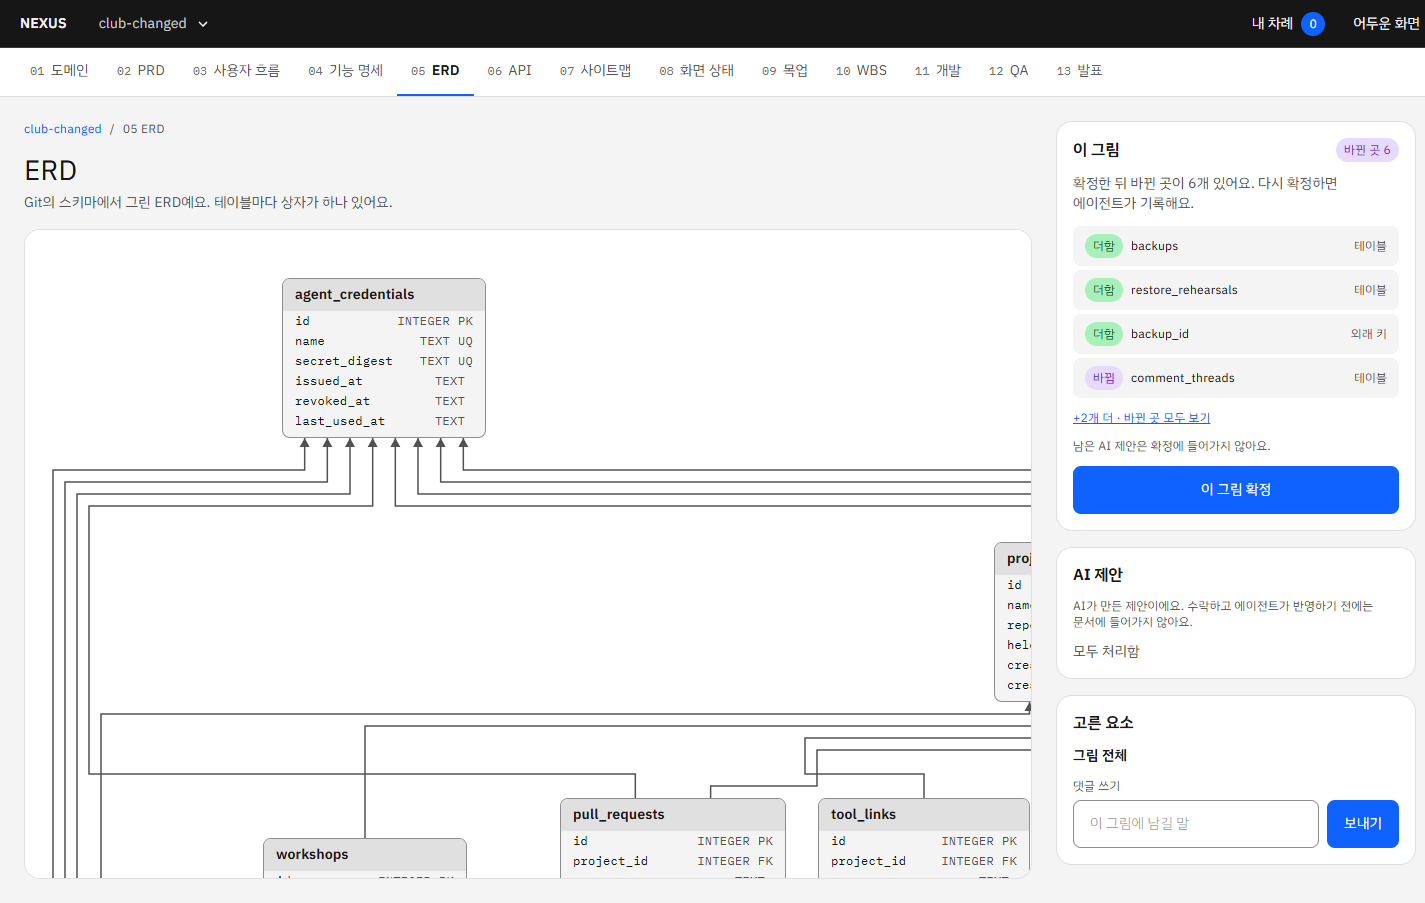 NEXUS
club-changed
내 차례 0
어두운 화면
01 도메인
02 PRD
03 사용자 흐름
04 기능 명세
05 ERD
06 API
07 사이트맵
08 화면 상태
09 목업
10 WBS
11 개발
12 QA
13 발표
club-changed / 05 ERD
ERD
Git의 스키마에서 그린 ERD예요. 테이블마다 상자가 하나 있어요.
agent_credentials
id INTEGER PK
name TEXT UQ
secret_digest TEXT UQ
issued_at TEXT
revoked_at TEXT
last_used_at TEXT
id
pull_requests
id INTEGER PK
project_id INTEGER FK
tool_links
id INTEGER PK
project_id INTEGER FK
workshops
이 그림
바뀐 곳 6
확정한 뒤 바뀐 곳이 6개 있어요. 다시 확정하면
에이전트가 기록해요.
더함 backups 테이블
더함 restore_rehearsals 테이블
더함 backup_id 외래 키
바뀜 comment_threads 테이블
+2개 더 · 바뀐 곳 모두 보기
남은 AI 제안은 확정에 들어가지 않아요.
이 그림 확정
AI 제안
AI가 만든 제안이에요. 수락하고 에이전트가 반영하기 전에는
문서에 들어가지 않아요.
모두 처리함
고른 요소
그림 전체
댓글 쓰기
이 그림에 남길 말
보내기